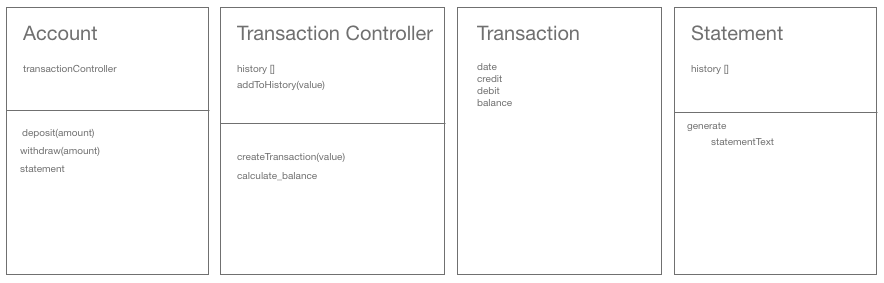 Account
transactionController
deposit(amount)
withdraw(amount)
statement
Transaction Controller
history []
addToHistory(value)
createTransaction(value)
calculate_balance
Transaction
date
credit
debit
balance
Statement
history []
generate
statementText